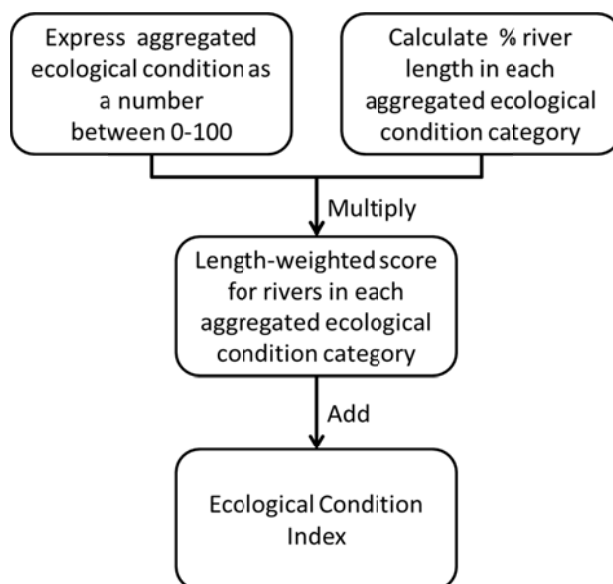 Express aggregated
ecological condition as
a number
between 0-100
Calculate % river
length in each
aggregated ecological
condition category
Multiply
Length-weighted score
for rivers in each
aggregated ecological
condition category
Add
Ecological Condition
Index